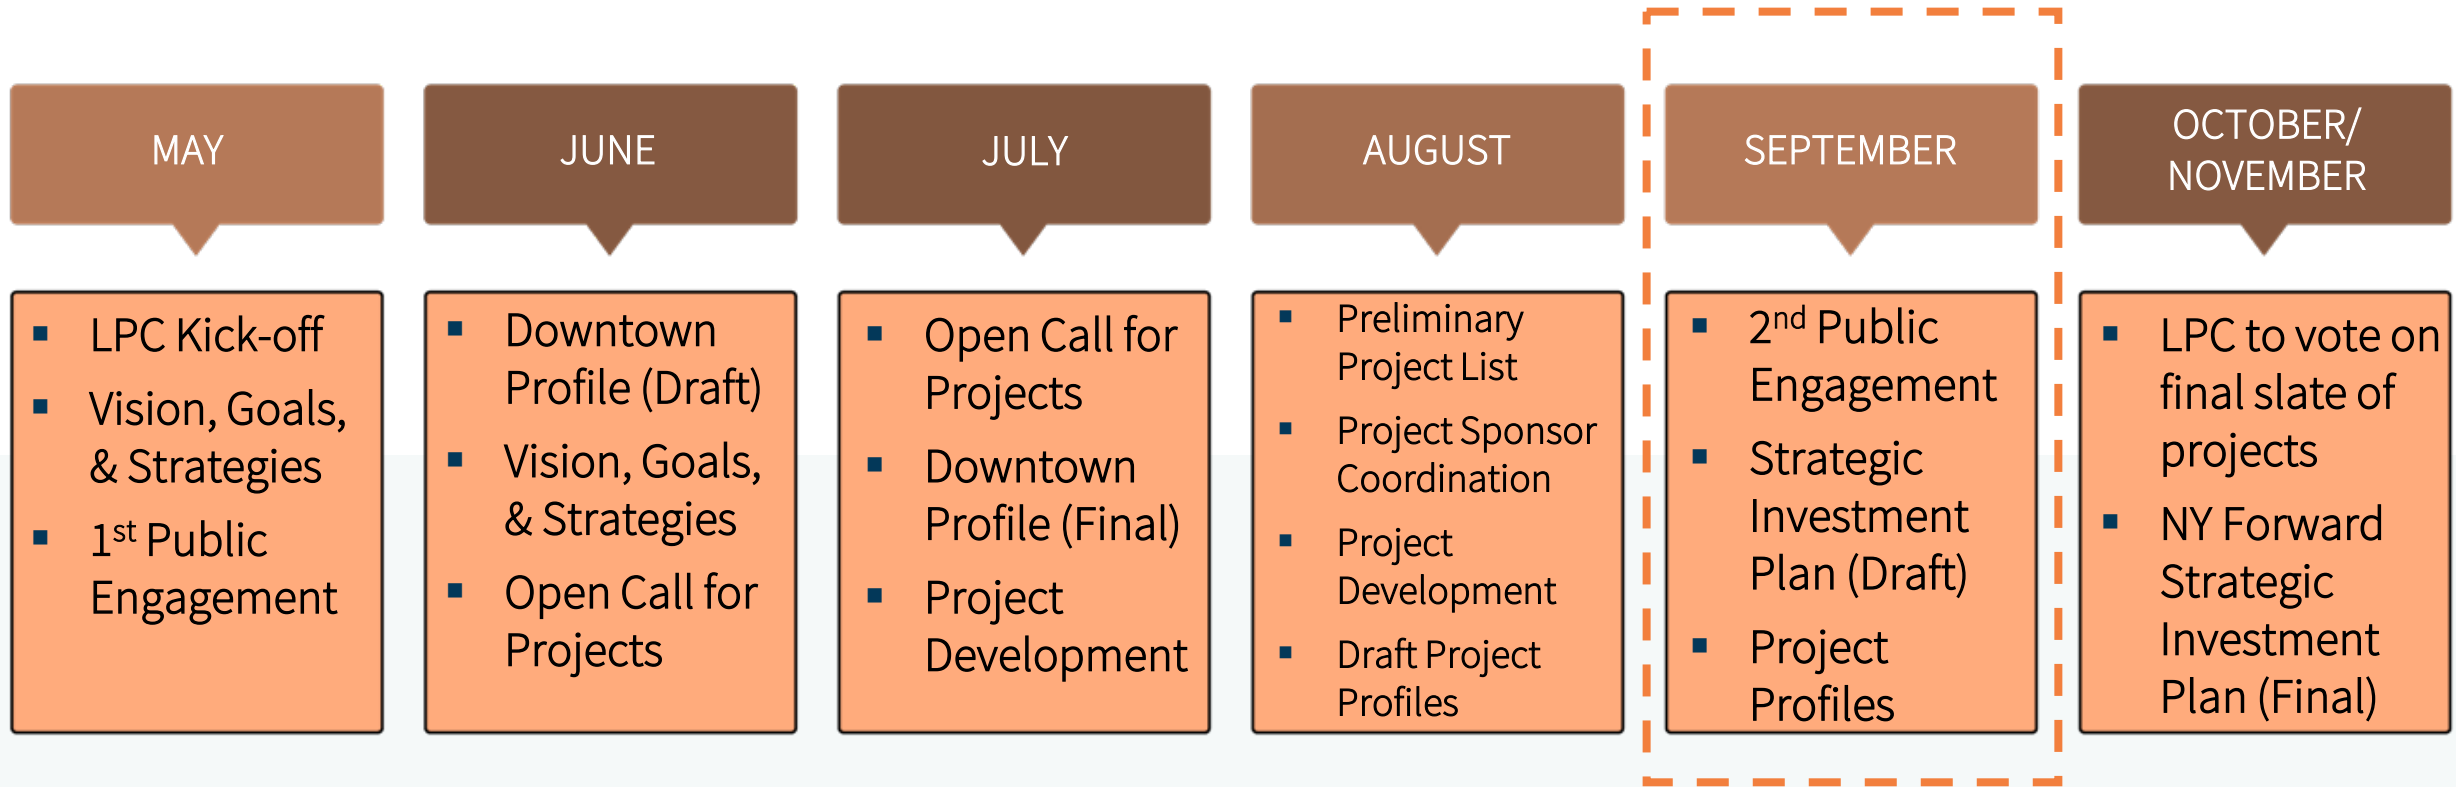 MAY
LPC Kick-off
Vision, Goals,
& Strategies
1st Public
Engagement
JUNE
Downtown
Profile (Draft)
Vision, Goals,
& Strategies
Open Call for
Projects
JULY
Open Call for
Projects
Downtown
Profile (Final)
Project
Development
AUGUST
Preliminary
Project List
Project Sponsor
Coordination
Project
Development
Draft Project
Profiles
SEPTEMBER
2nd Public
Engagement
Strategic
Investment
Plan (Draft)
Project
Profiles
OCTOBER/
NOVEMBER
LPC to vote on
final slate of
projects
NY Forward
Strategic
Investment
Plan (Final)